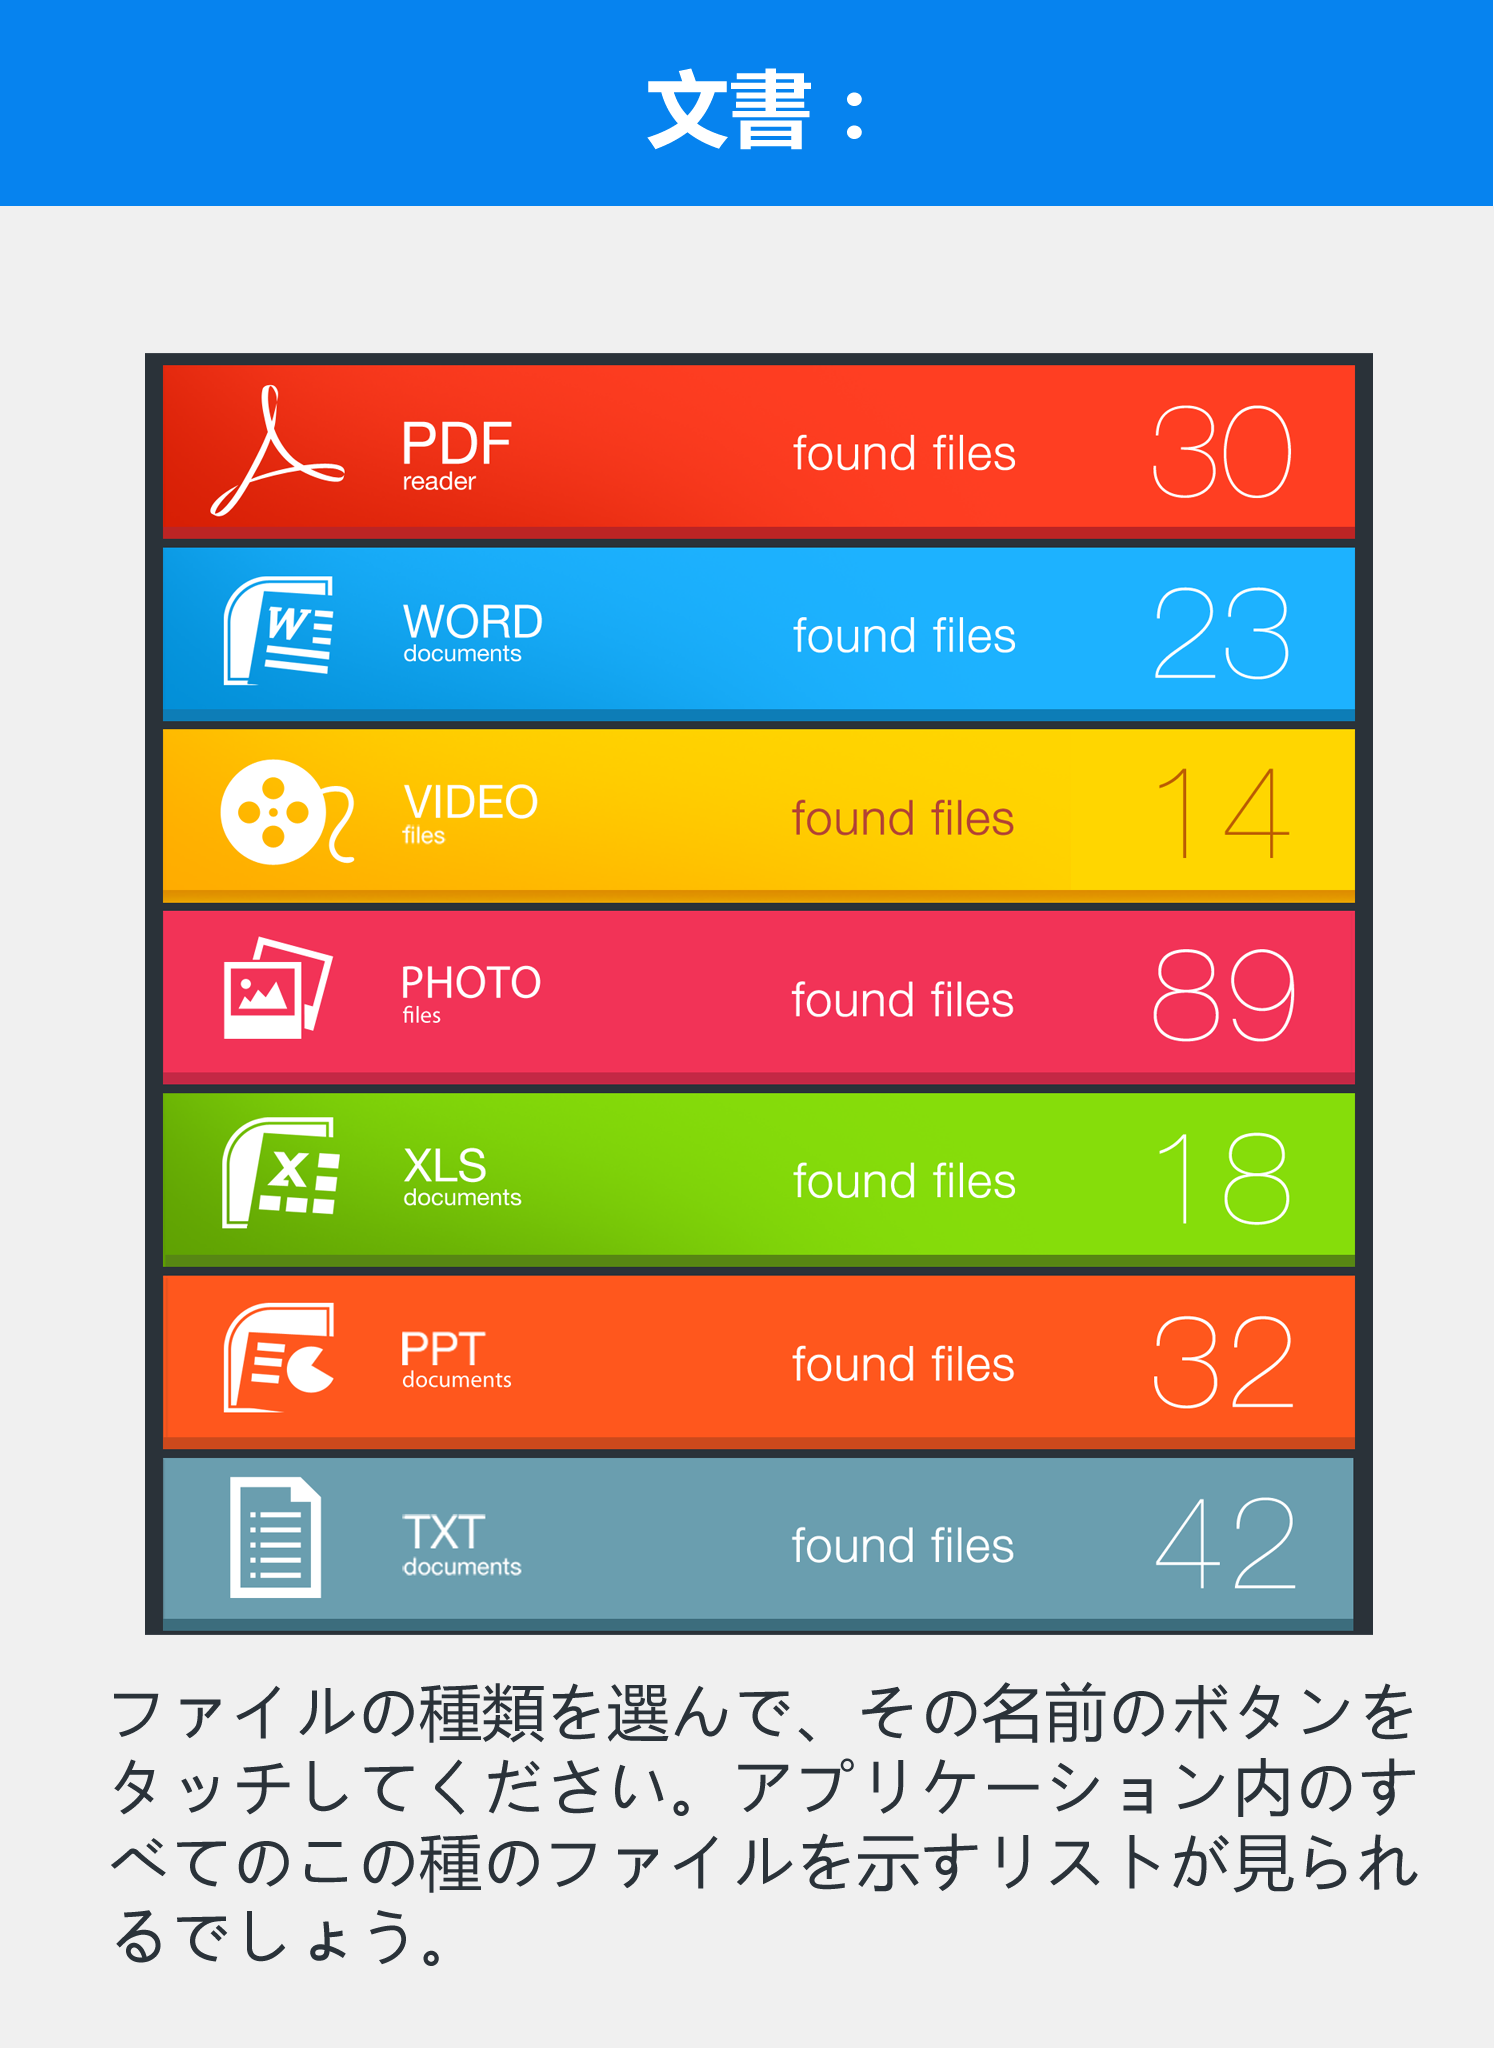 文書：
PDF
reader
found files
30
WORD
documents
found files
23
VIDEO
files
found files
14
PHOTO
files
found files
89
XLS
documents
found files
18
PPT
documents
found files
32
TXT
documents
found files
42
ファイルの種類を選んで、その名前のボタンを
タッチしてください。アプリケーション内のす
べてのこの種のファイルを示すリストが見られ
るでしょう。